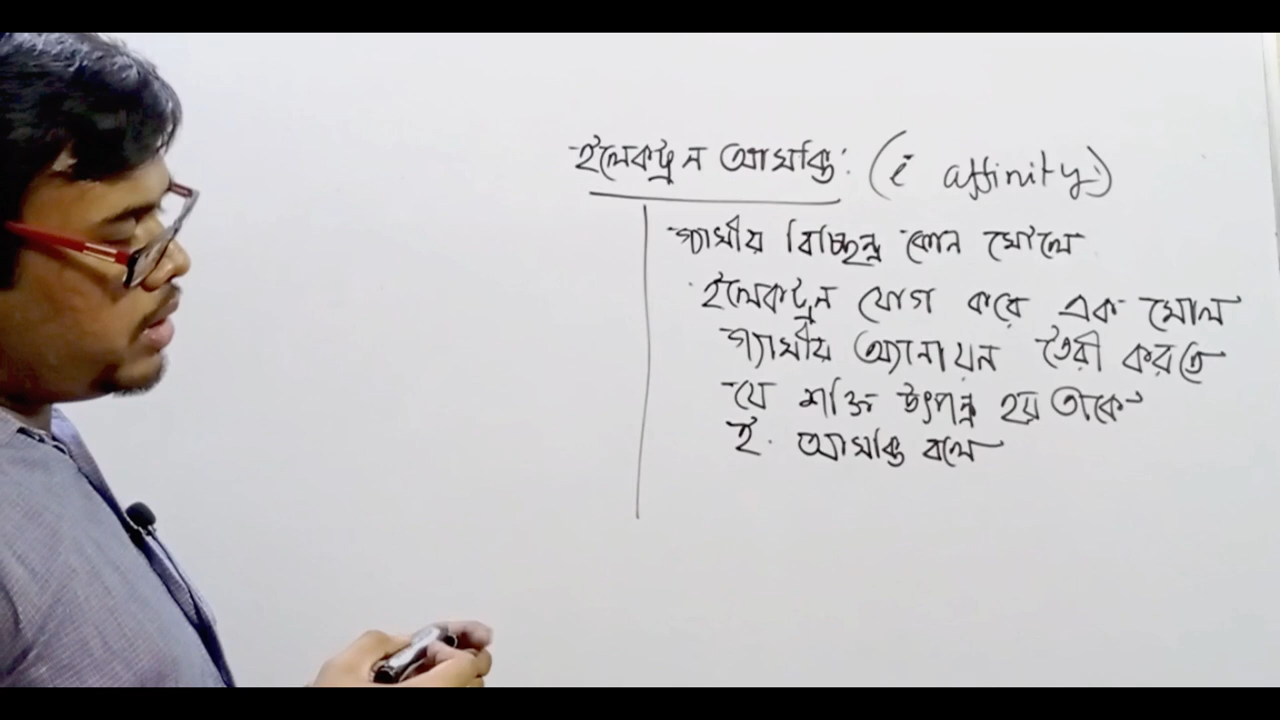 ইলেকট্রন আসক্তি: (ē affinity)
গ্যাসীয় বিচ্ছিন্ন কোন মৌলে
ইলেকট্রন যোগ করে এক মোল
গ্যাসীয় অ্যানায়ন তৈরী করতে
যে শক্তি উৎপন্ন হয় তাকে
ই. আসক্তি বলে